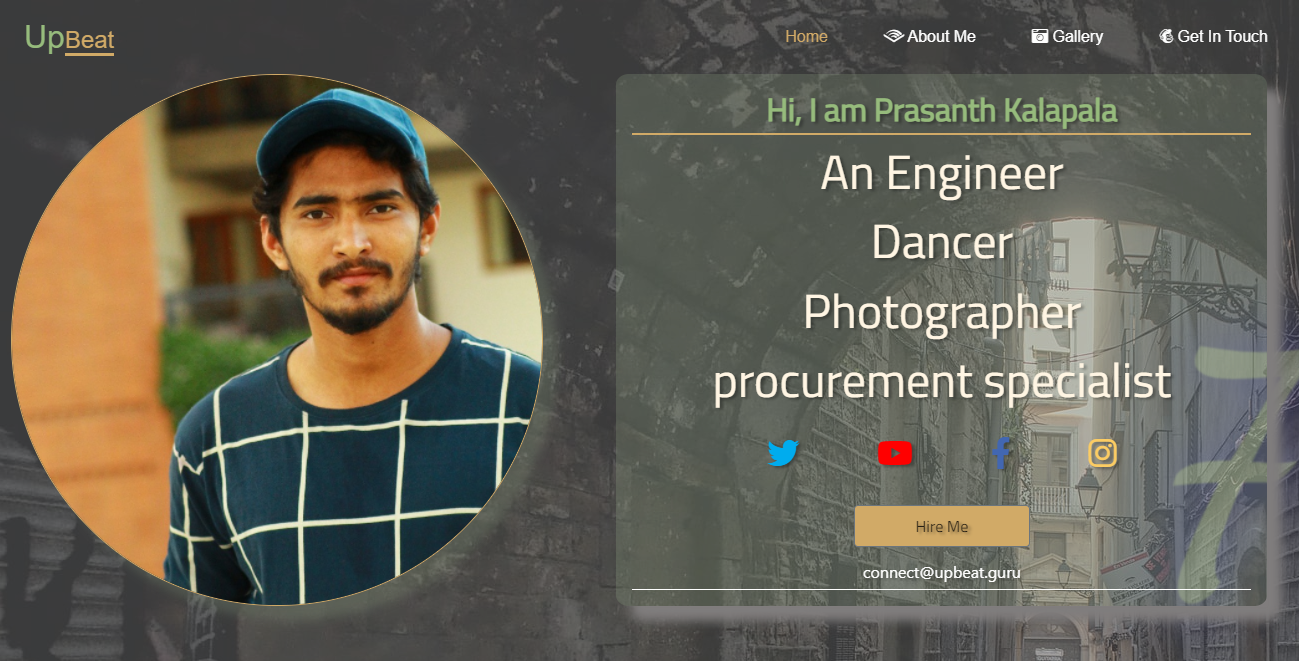 UpBeat
Home About Me Gallery Get In Touch
Hi, I am Prasanth Kalapala
An Engineer
Dancer
Photographer
procurement specialist
Hire Me
connect@upbeat.guru